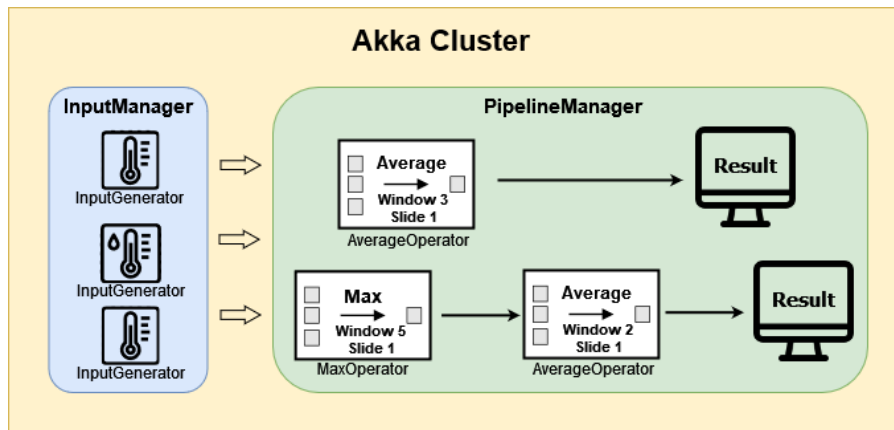 Akka Cluster
InputManager
InputGenerator
InputGenerator
InputGenerator
PipelineManager
Average
Window 3
Slide 1
AverageOperator
Result
Max
Window 5
Slide 1
MaxOperator
Average
Window 2
Slide 1
AverageOperator
Result